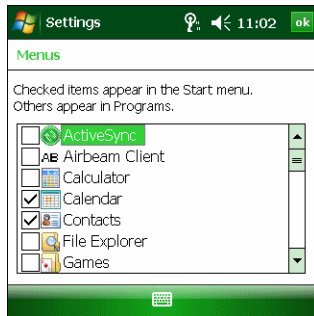 Settings
11:02
ok
Menus
Checked items appear in the Start menu.
Others appear in Programs.
ActiveSync
AB Airbeam Client
Calculator
Calendar
Contacts
File Explorer
Games